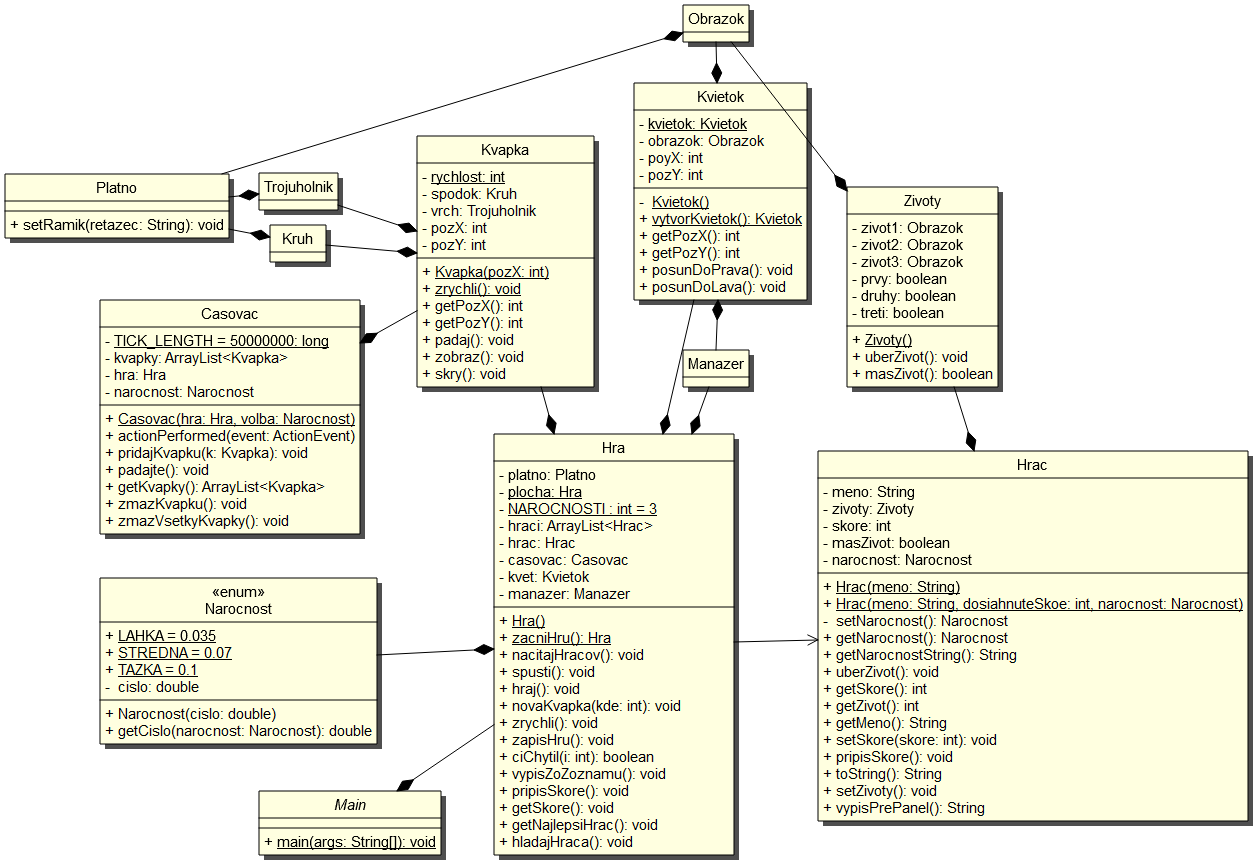 Obrazok
Kvietok
- kvietok: Kvietok
- obrazok: Obrazok
- poyX: int
- pozY: int
- Kvietok()
+ vytvorKvietok(): Kvietok
+ getPozX(): int
+ getPozY(): int
+ posunDoPrava(): void
+ posunDoLava(): void
Kvapka
- rychlost: int
- spodok: Kruh
- vrch: Trojuholnik
- pozX: int
- pozY: int
+ Kvapka(pozX: int)
+ zrychli(): void
+ getPozX(): int
+ getPozY(): int
+ padaj(): void
+ zobraz(): void
+ skry(): void
Platno
+ setRamik(retazec: String): void
Trojuholnik
Kruh
Zivoty
- zivot1: Obrazok
- zivot2: Obrazok
- zivot3: Obrazok
- prvy: boolean
- druhy: boolean
- treti: boolean
+ Zivoty()
+ uberZivot(): void
+ masZivot(): boolean
Casovac
- TICK_LENGTH = 50000000: long
- kvapky: ArrayList<Kvapka>
- hra: Hra
- narocnost: Narocnost
+ Casovac(hra: Hra, volba: Narocnost)
+ actionPerformed(event: ActionEvent)
+ pridajKvapku(k: Kvapka): void
+ padajte(): void
+ getKvapky(): ArrayList<Kvapka>
+ zmazKvapku(): void
+ zmazVsetkyKvapky(): void
Manazer
Hra
- platno: Platno
- plocha: Hra
- NAROCNOSTI : int = 3
- hraci: ArrayList<Hrac>
- hrac: Hrac
- casovac: Casovac
- kvet: Kvietok
- manazer: Manazer
+ Hra()
+ zacniHru(): Hra
+ nacitajHracov(): void
+ spusti(): void
+ hraj(): void
+ novaKvapka(kde: int): void
+ zrychli(): void
+ zapisHru(): void
+ ciChytil(i: int): boolean
+ vypisZoZoznamu(): void
+ pripisSkore(): void
+ getSkore(): void
+ getNajlepsiHrac(): void
+ hladajHraca(): void
Hrac
- meno: String
- zivoty: Zivoty
- skore: int
- masZivot: boolean
- narocnost: Narocnost
+ Hrac(meno: String)
+ Hrac(meno: String, dosiahnuteSkoe: int, narocnost: Narocnost)
- setNarocnost(): Narocnost
+ getNarocnost(): Narocnost
+ getNarocnostString(): String
+ uberZivot(): void
+ getSkore(): int
+ getZivot(): int
+ getMeno(): String
+ setSkore(skore: int): void
+ pripisSkore(): void
+ toString(): String
+ setZivoty(): void
+ vypisPrePanel(): String
«enum»
Narocnost
+ LAHKA = 0.035
+ STREDNA = 0.07
+ TAZKA = 0.1
- cislo: double
+ Narocnost(cislo: double)
+ getCislo(narocnost: Narocnost): double
Main
+ main(args: String[]): void